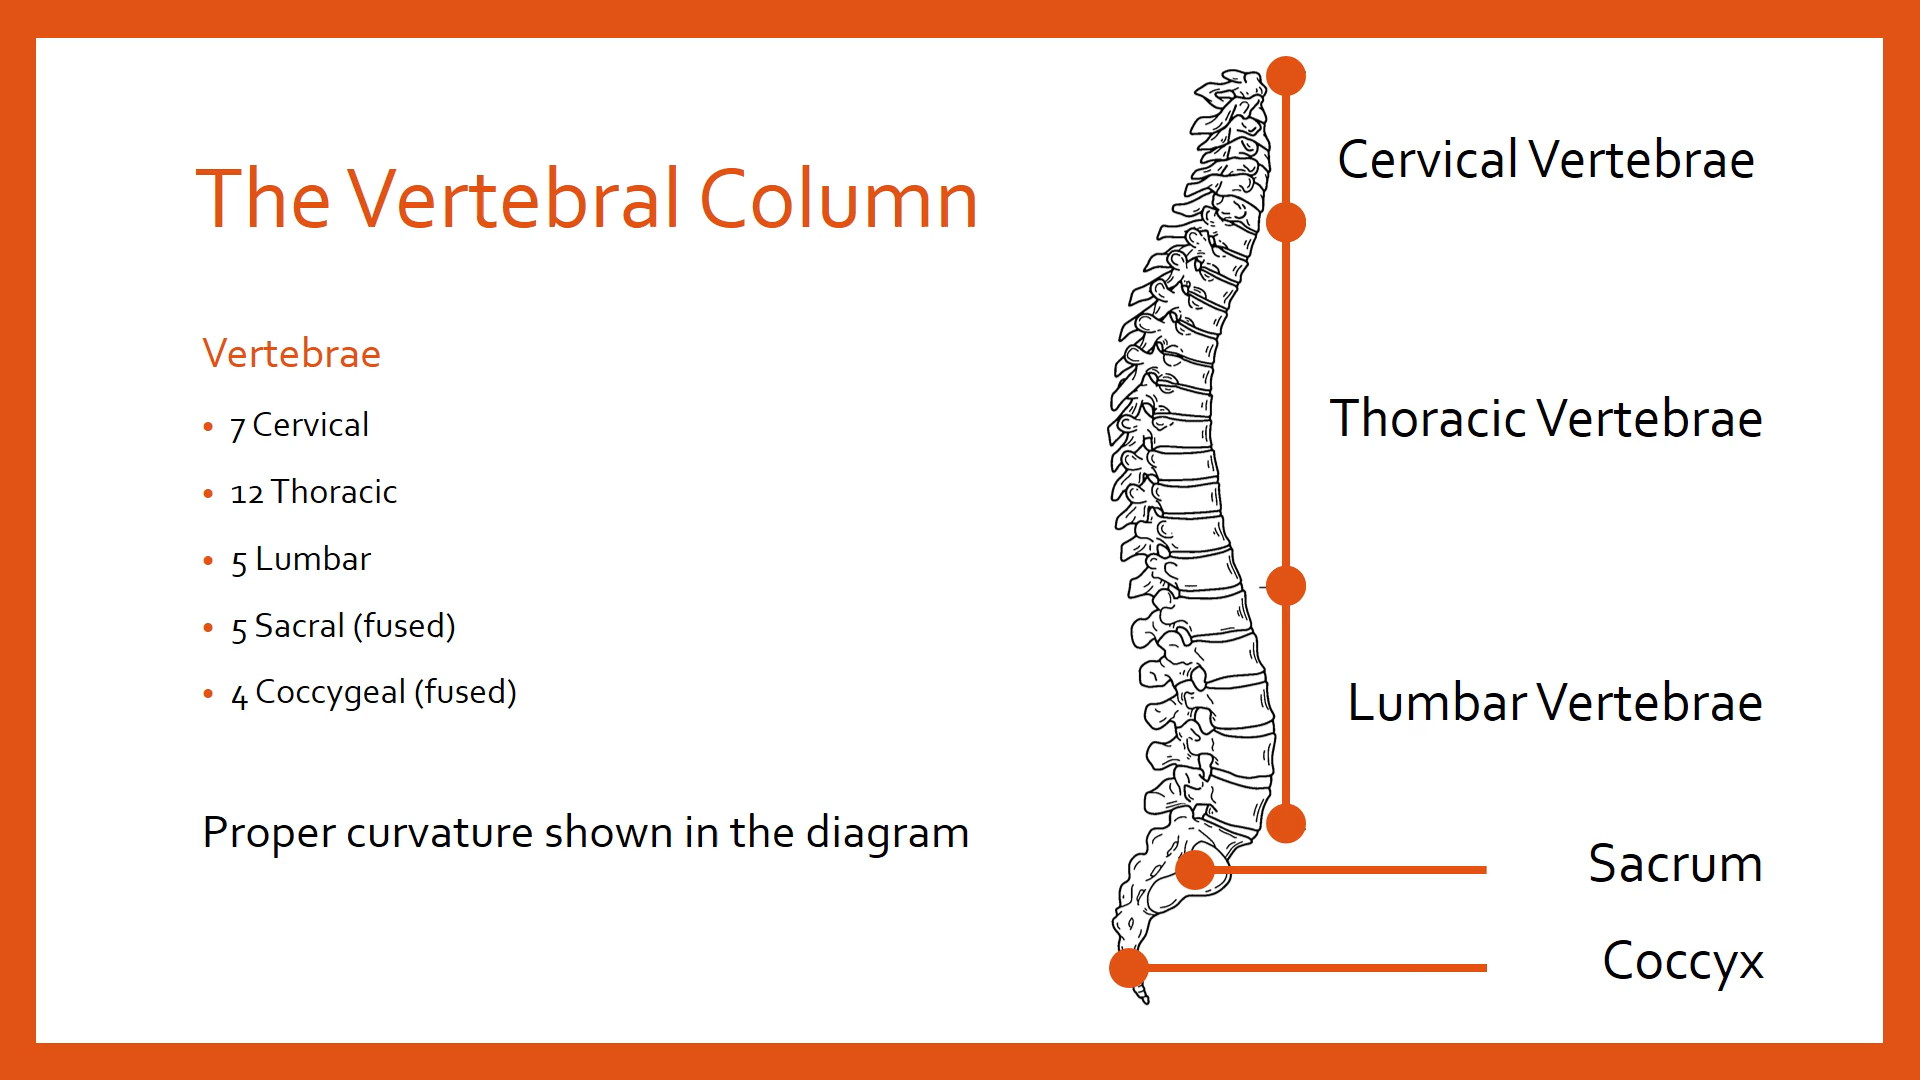 The Vertebral Column
Vertebrae
• 7 Cervical
• 12 Thoracic
• 5 Lumbar
• 5 Sacral (fused)
• 4 Coccygeal (fused)
Proper curvature shown in the diagram
Cervical Vertebrae
Thoracic Vertebrae
Lumbar Vertebrae
Sacrum
Coccyx